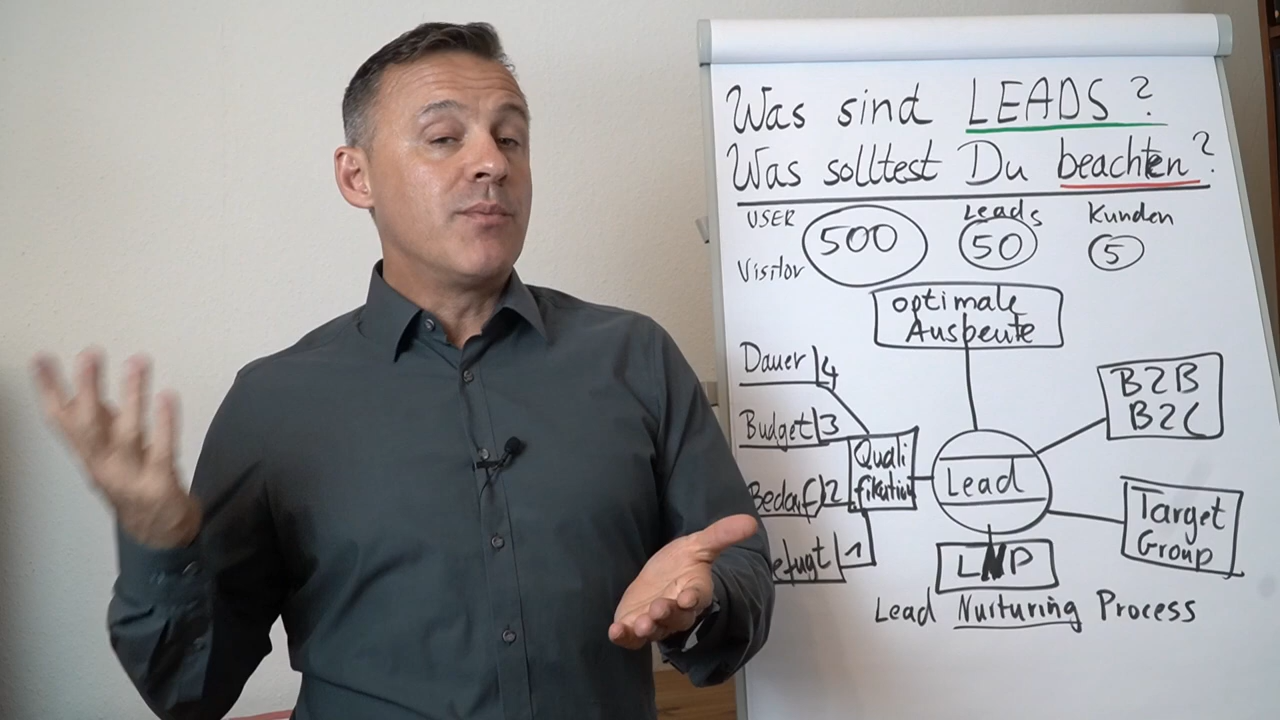 Was sind LEADS?
Was solltest Du beachten?
USER
Visitor
500
Leads
50
Kunden
5
optimale
Ausbeute
Dauer 4
Budget 3
Bedarf 2
efugt 1
Quali
fikation
Lead
B2B
B2C
Target
Group
LNP
Lead Nurturing Process